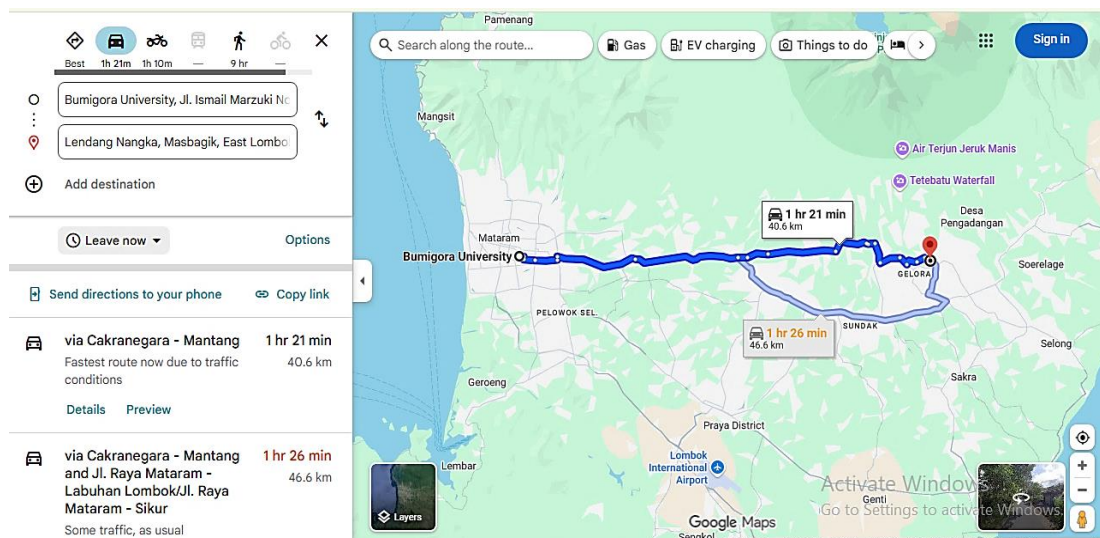 Best
1h 21m
1h 10m
—
9 hr
—
Bumigora University, Jl. Ismail Marzuki
Lendang Nangka, Masbagik, East Lombo
Add destination
Leave now
Options
Send directions to your phone
Copy link
via Cakranegara - Mantang
1 hr 21 min
Fastest route now due to traffic
40.6 km
conditions
Details
Preview
via Cakranegara - Mantang
1 hr 26 min
and Jl. Raya Mataram -
46.6 km
Labuhan Lombok/Jl. Raya
Mataram - Sikur
Some traffic, as usual
Search along the route...
Gas
EV charging
Things to do
Sign in
Pamenang
Mangsit
Air Terjun Jeruk Manis
Tetebatu Waterfall
1 hr 21 min
40.6 km
Desa
Pengadangan
Mataram
Bumigora University
GELORA
Soerelage
PELOWOK SEL.
1 hr 26 min
46.6 km
SUNDAK
Selong
Geroeng
Sakra
Praya District
Lembar
Lombok
International
Airport
Genti
Layers
Google Maps
Sengkol
Activate Windows
Go to Settings to activate Windows.